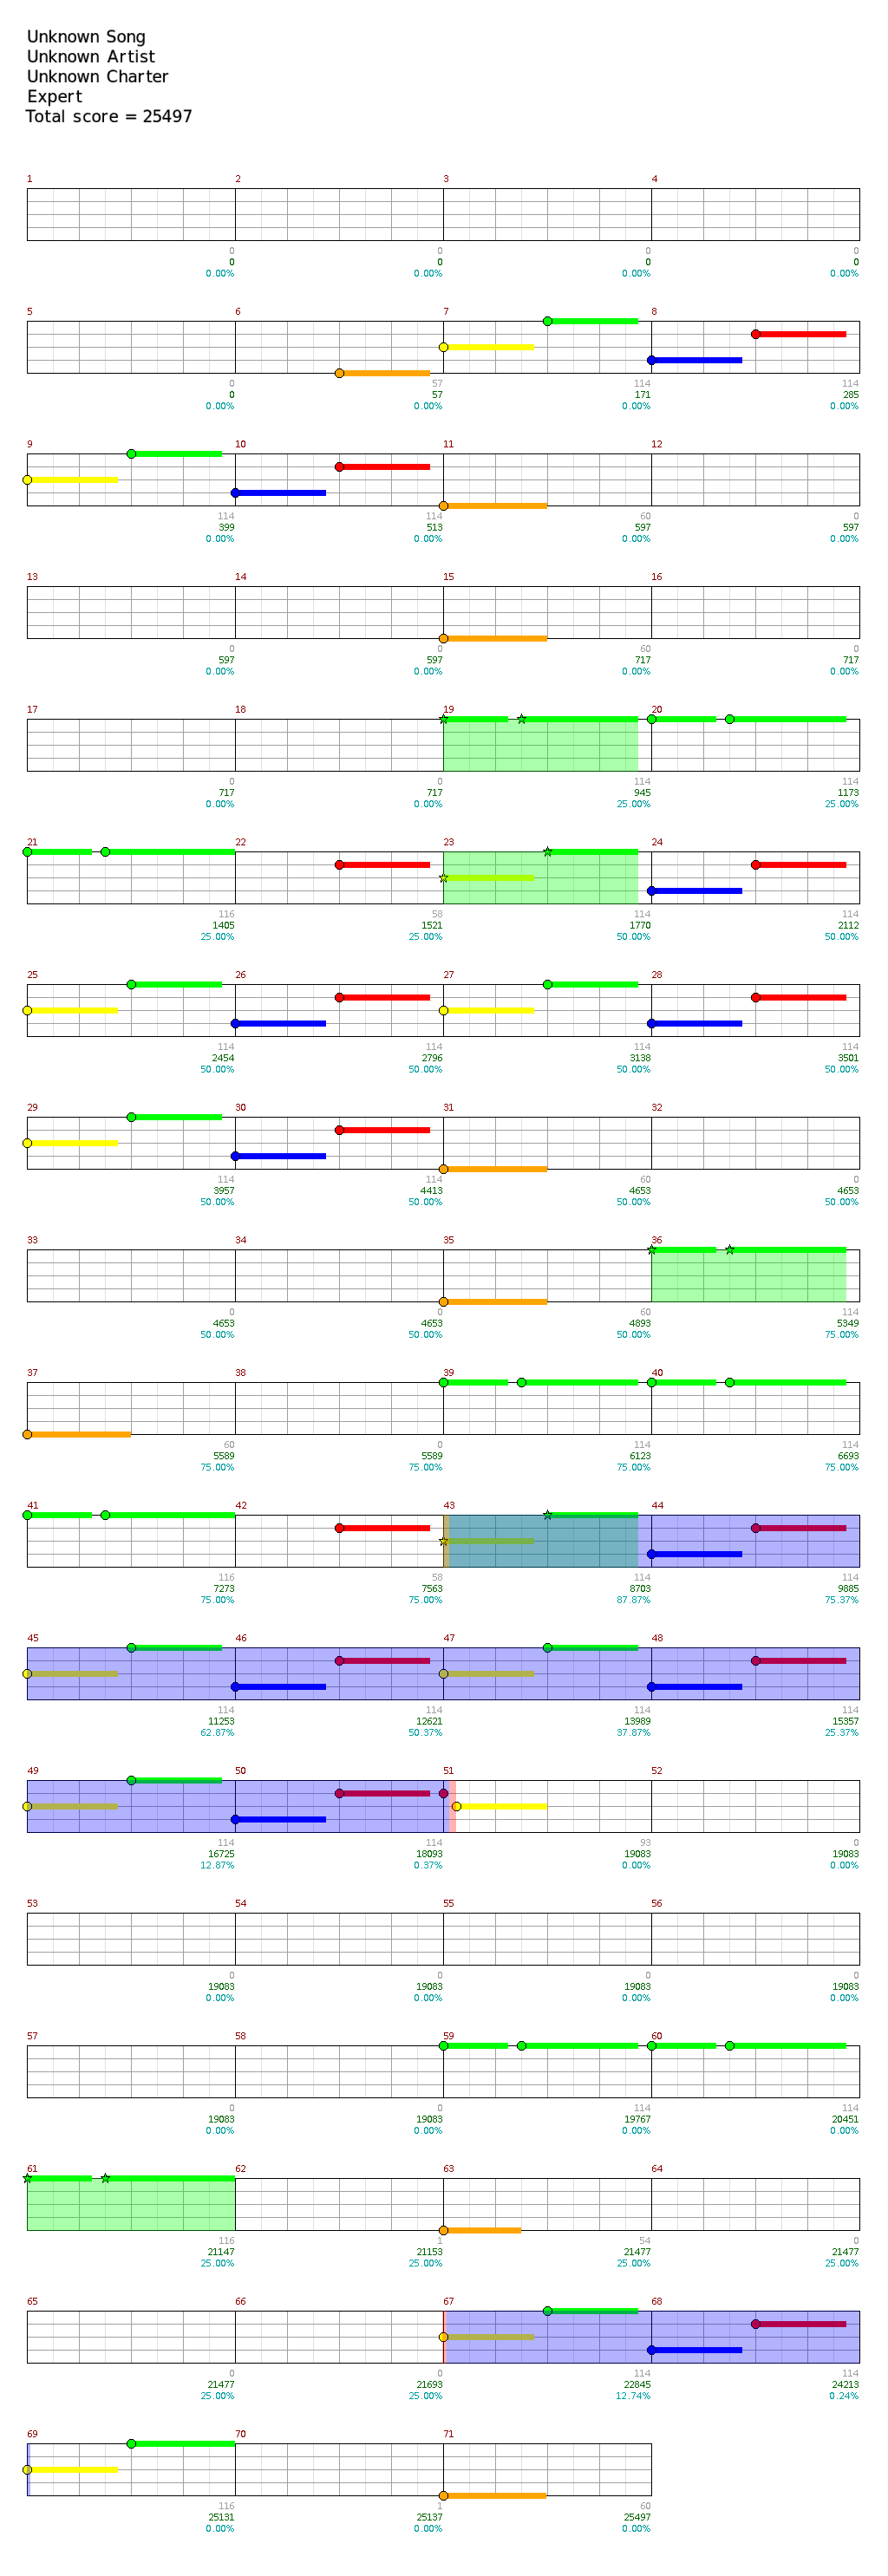 Unknown Song
Unknown Artist
Unknown Charter
Expert
Total score = 25497
1 2 3 4
0 0 0 0
0 0 0 0
0.00% 0.00% 0.00% 0.00%
5 6 7 8
0 57 114 114
0 57 171 285
0.00% 0.00% 0.00% 0.00%
9 10 11 12
114 114 60 0
399 513 597 597
0.00% 0.00% 0.00% 0.00%
13 14 15 16
0 0 60 0
597 597 717 717
0.00% 0.00% 0.00% 0.00%
17 18 19 20
0 0 114 114
717 717 945 1173
0.00% 0.00% 25.00% 25.00%
21 22 23 24
116 58 114 114
1405 1521 1770 2112
25.00% 25.00% 50.00% 50.00%
25 26 27 28
114 114 114 114
2454 2796 3138 3501
50.00% 50.00% 50.00% 50.00%
29 30 31 32
114 114 60 0
3957 4413 4653 4653
50.00% 50.00% 50.00% 50.00%
33 34 35 36
0 0 60 114
4653 4653 4893 5349
50.00% 50.00% 50.00% 75.00%
37 38 39 40
60 0 114 114
5589 5589 6123 6693
75.00% 75.00% 75.00% 75.00%
41 42 43 44
116 58 114 114
7273 7563 8703 9885
75.00% 75.00% 87.87% 75.37%
45 46 47 48
114 114 114 114
11253 12621 13989 15357
62.87% 50.37% 37.87% 25.37%
49 50 51 52
114 114 93 0
16725 18093 19083 19083
12.87% 0.37% 0.00% 0.00%
53 54 55 56
0 0 0 0
19083 19083 19083 19083
0.00% 0.00% 0.00% 0.00%
57 58 59 60
0 0 114 114
19083 19083 19767 20451
0.00% 0.00% 0.00% 0.00%
61 62 63 64
116 1 54 0
21147 21153 21477 21477
25.00% 25.00% 25.00% 25.00%
65 66 67 68
0 0 114 114
21477 21693 22845 24213
25.00% 25.00% 12.74% 0.24%
69 70 71
116 1 60
25131 25137 25497
0.00% 0.00% 0.00%